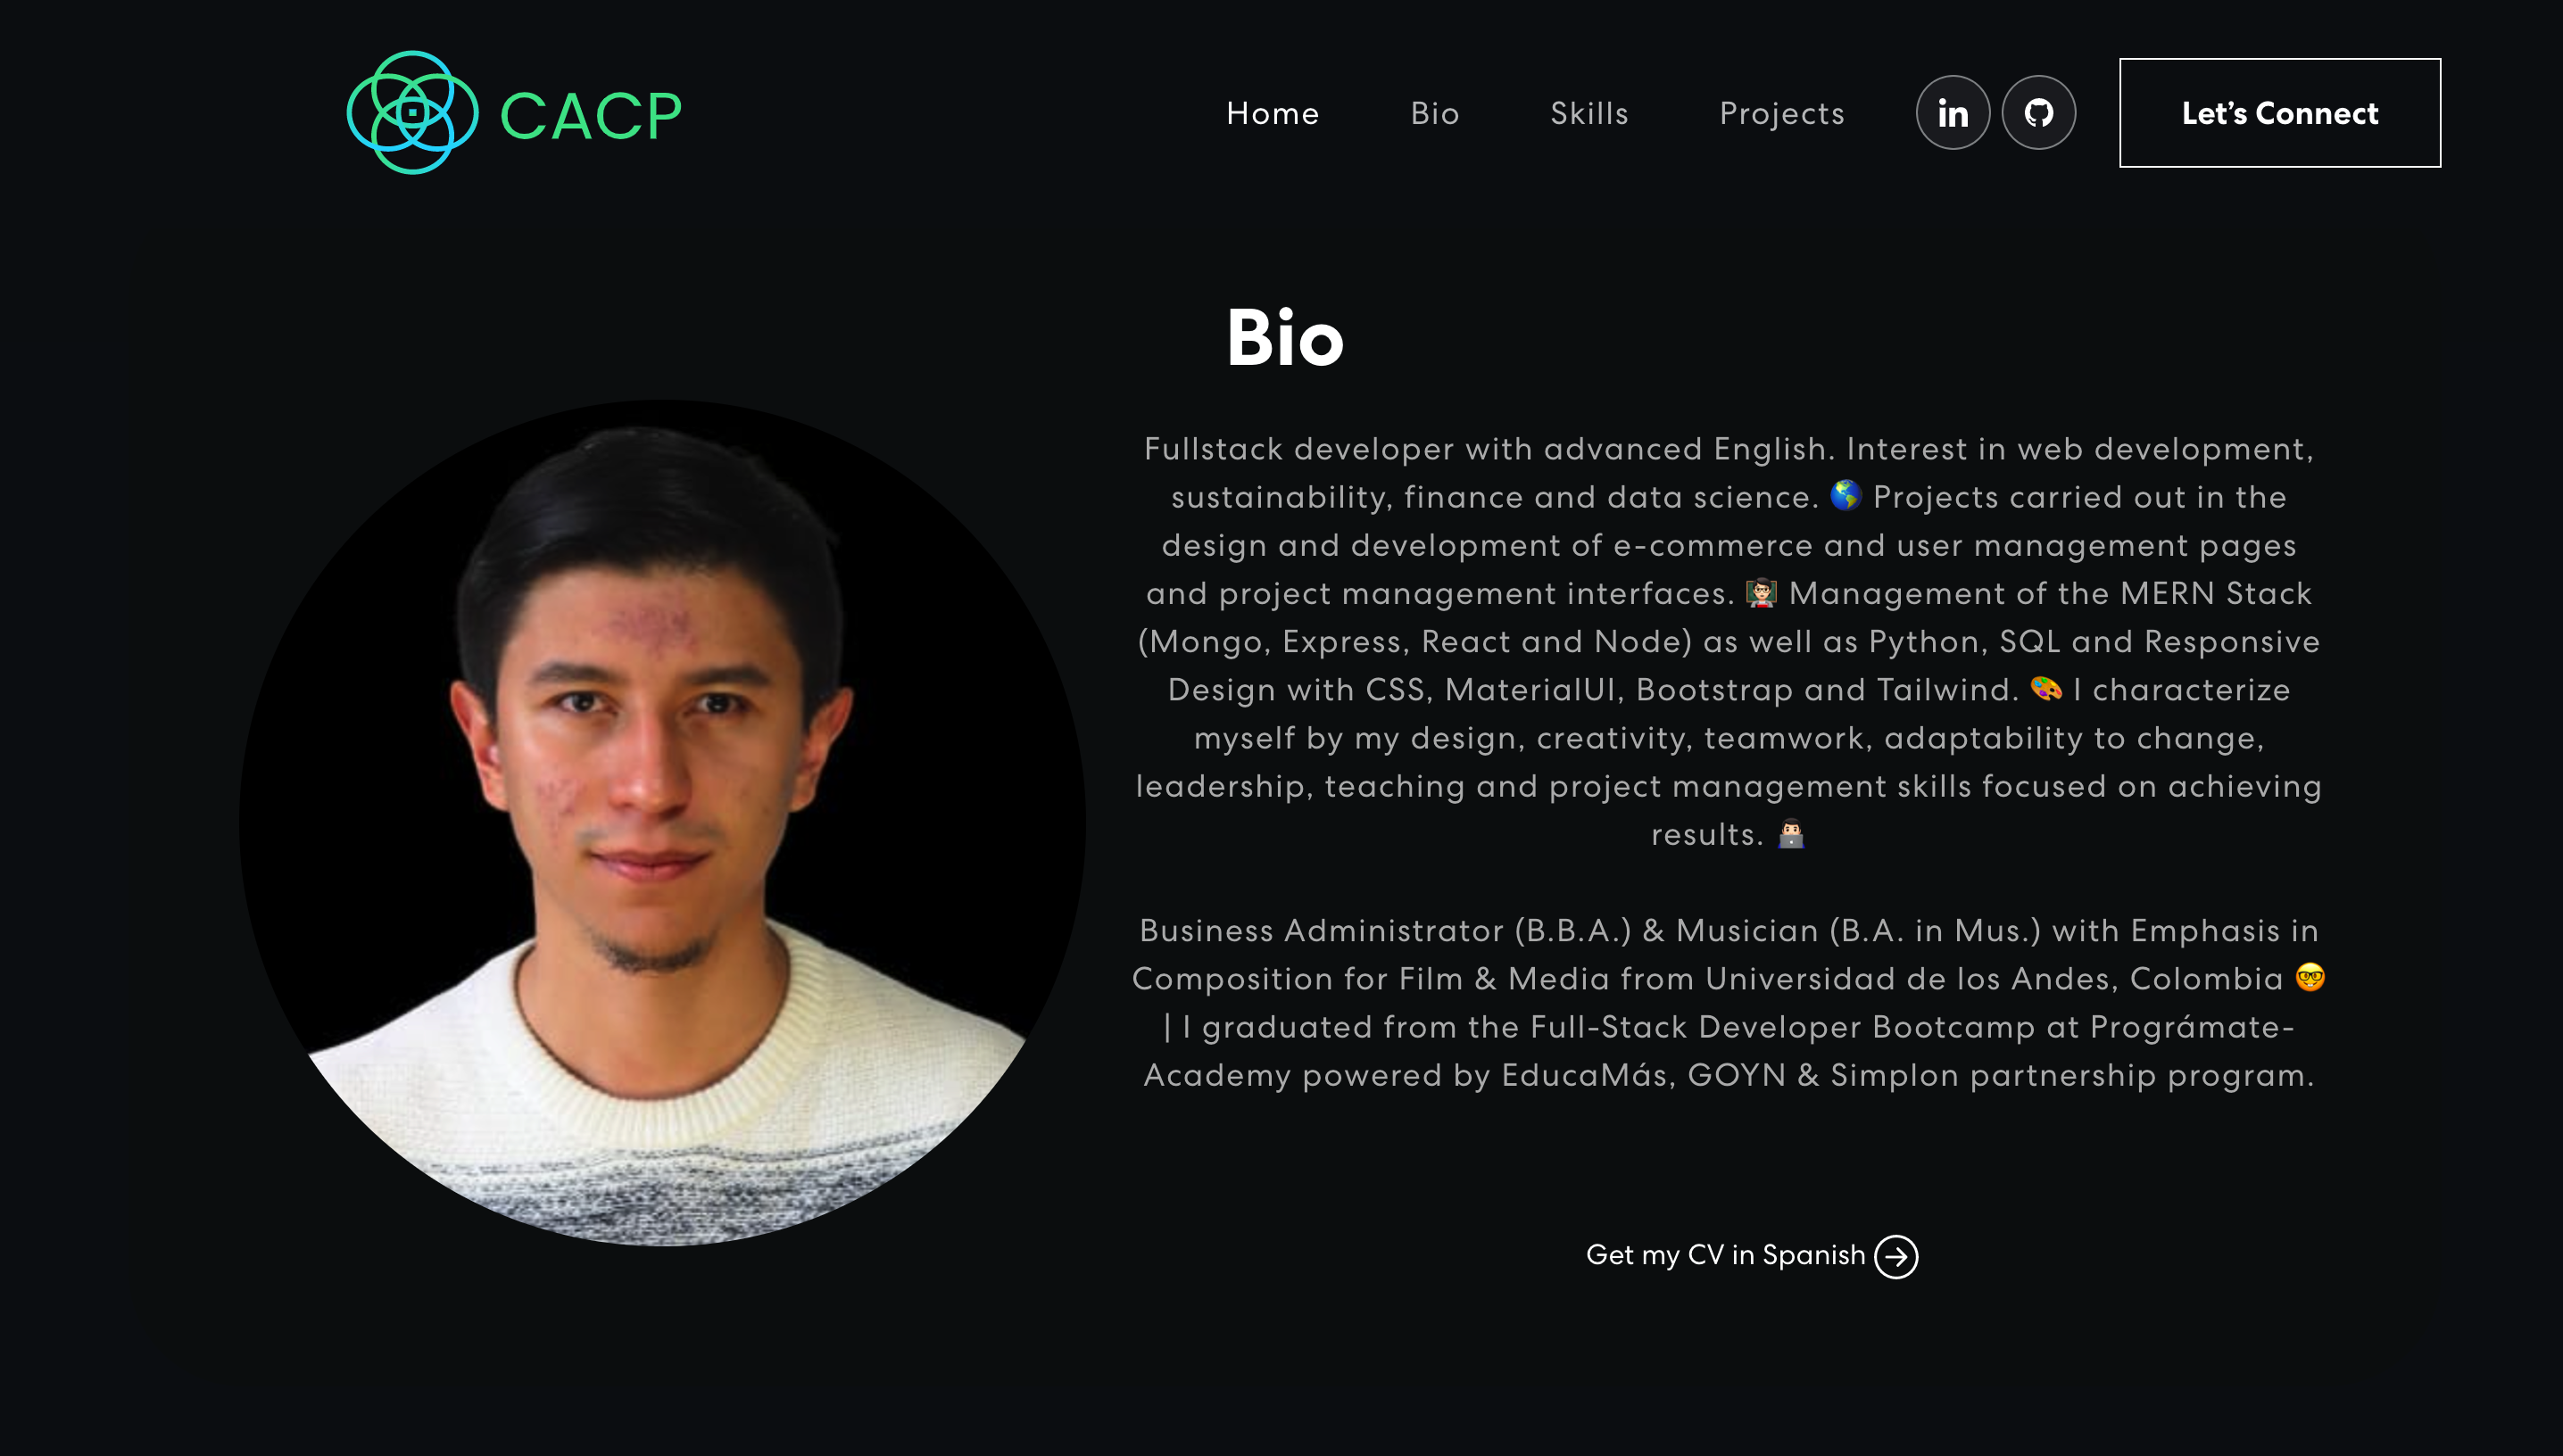 CACP
Home
Bio
Skills
Projects
in
Let’s Connect
Bio
Fullstack developer with advanced English. Interest in web development,
sustainability, finance and data science. 🌎 Projects carried out in the
design and development of e-commerce and user management pages
and project management interfaces. 👨🏻‍🏫 Management of the MERN Stack
(Mongo, Express, React and Node) as well as Python, SQL and Responsive
Design with CSS, MaterialUI, Bootstrap and Tailwind. 🎨 I characterize
myself by my design, creativity, teamwork, adaptability to change,
leadership, teaching and project management skills focused on achieving
results. 👨🏻‍💻
Business Administrator (B.B.A.) & Musician (B.A. in Mus.) with Emphasis in
Composition for Film & Media from Universidad de los Andes, Colombia 🤓
| I graduated from the Full-Stack Developer Bootcamp at Prográmate-
Academy powered by EducaMás, GOYN & Simplon partnership program.
Get my CV in Spanish